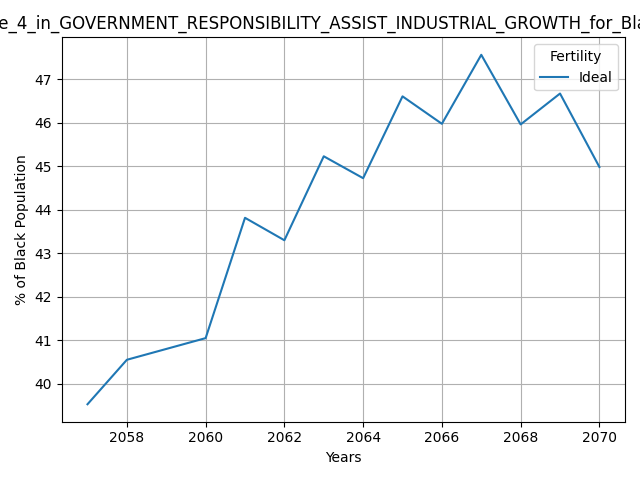 e_4_in_GOVERNMENT_RESPONSIBILITY_ASSIST_INDUSTRIAL_GROWTH_for_Bla
Fertility
Ideal
% of Black Population
47
46
45
44
43
42
41
40
2058 2060 2062 2064 2066 2068 2070
Years